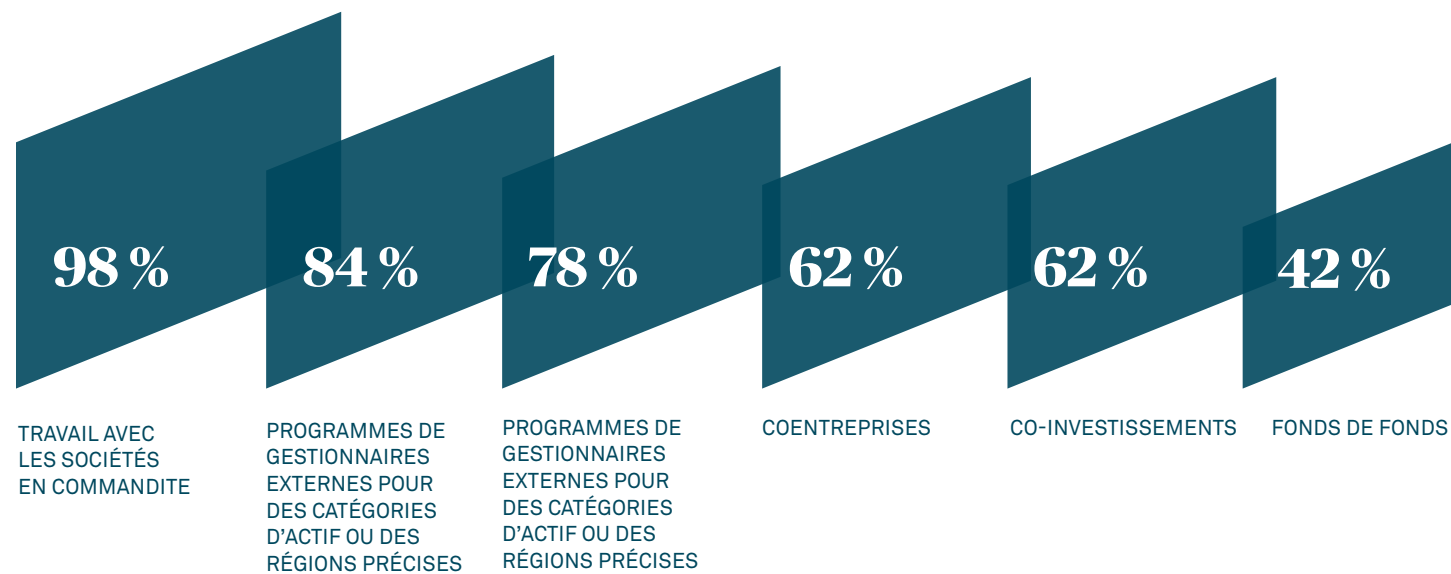 98 %
84 %
78 %
62 %
62 %
42 %
TRAVAIL AVEC
LES SOCIÉTÉS
EN COMMANDITE
PROGRAMMES DE
GESTIONNAIRES
EXTERNES POUR
DES CATÉGORIES
D’ACTIF OU DES
RÉGIONS PRÉCISES
PROGRAMMES DE
GESTIONNAIRES
EXTERNES POUR
DES CATÉGORIES
D’ACTIF OU DES
RÉGIONS PRÉCISES
COENTREPRISES
CO-INVESTISSEMENTS
FONDS DE FONDS